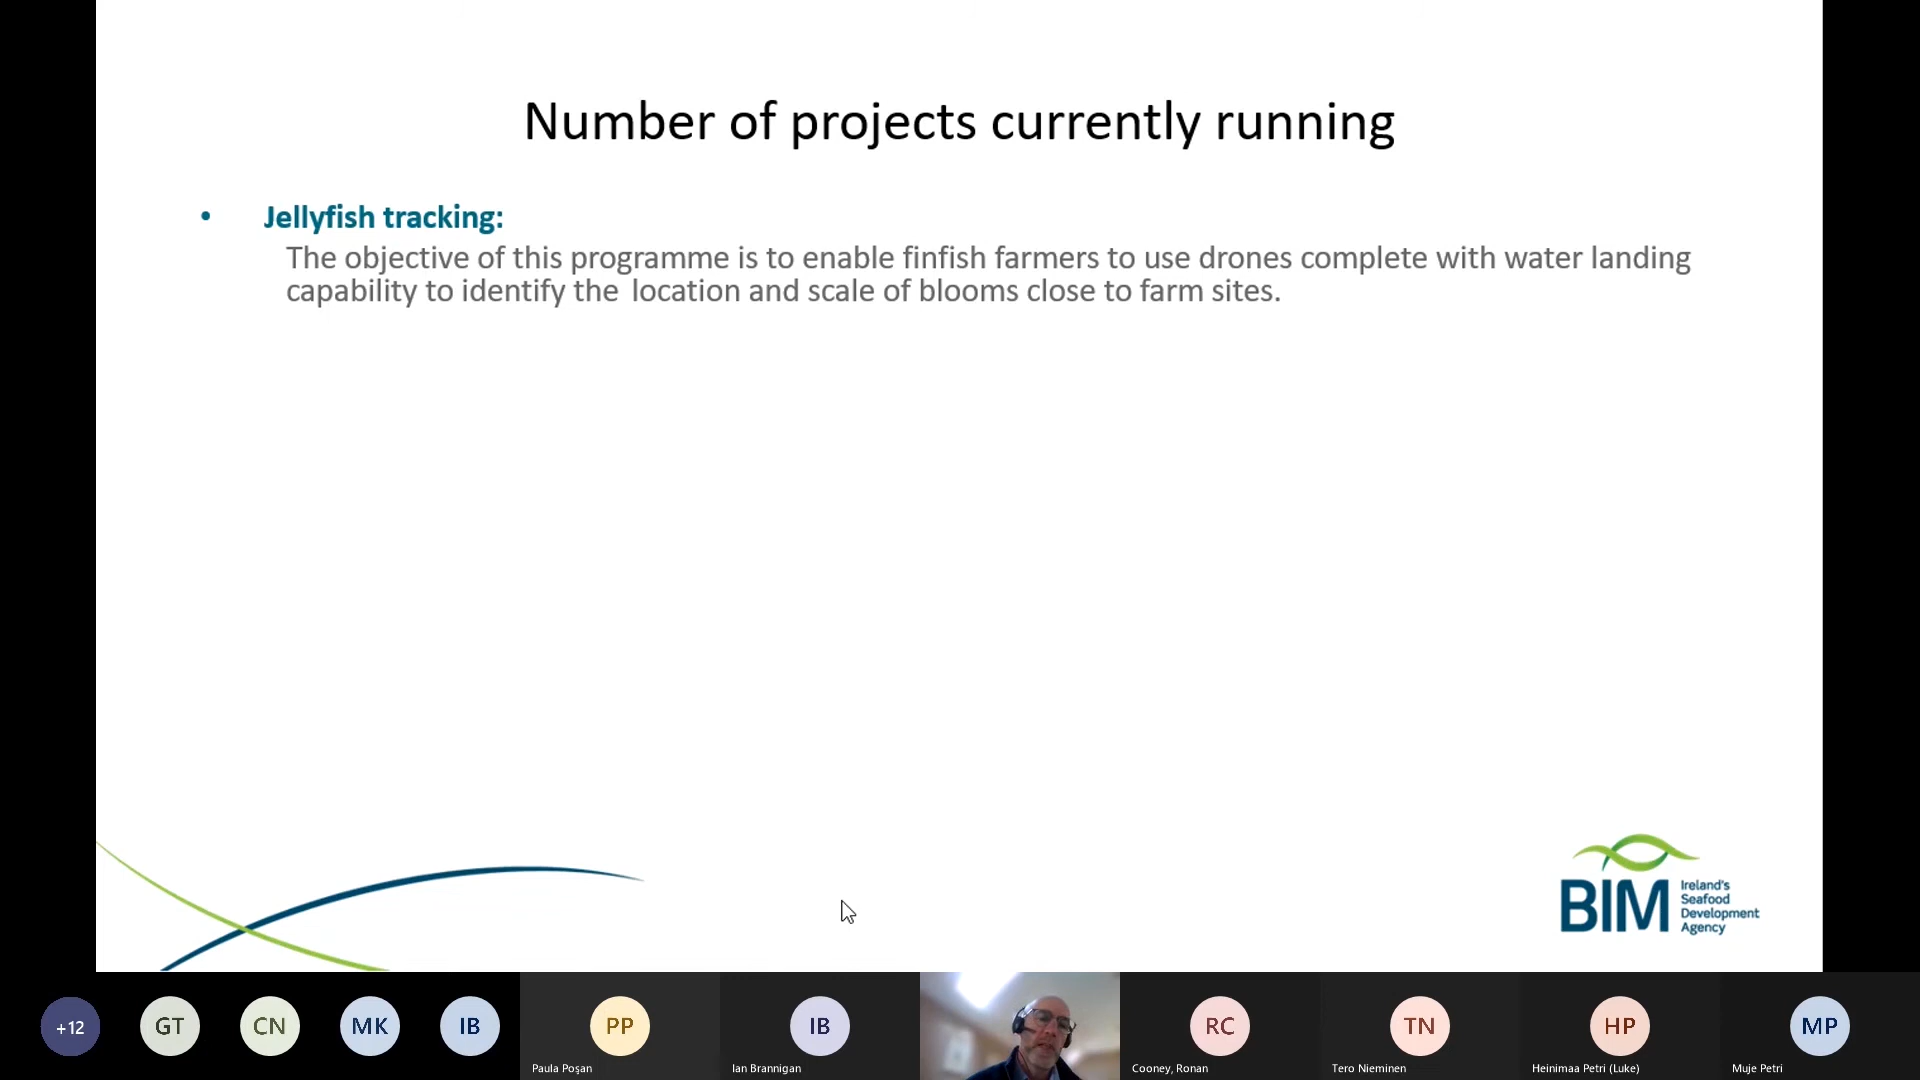 Number of projects currently running
• Jellyfish tracking:
The objective of this programme is to enable finfish farmers to use drones complete with water landing
capability to identify the location and scale of blooms close to farm sites.
BIM
Ireland's
Seafood
Development
Agency
+12
GT
CN
MK
IB
PP
IB
RC
TN
HP
MP
Paula Poşan
Ian Brannigan
Cooney, Ronan
Tero Nieminen
Heinimaa Petri (Luke)
Muje Petri